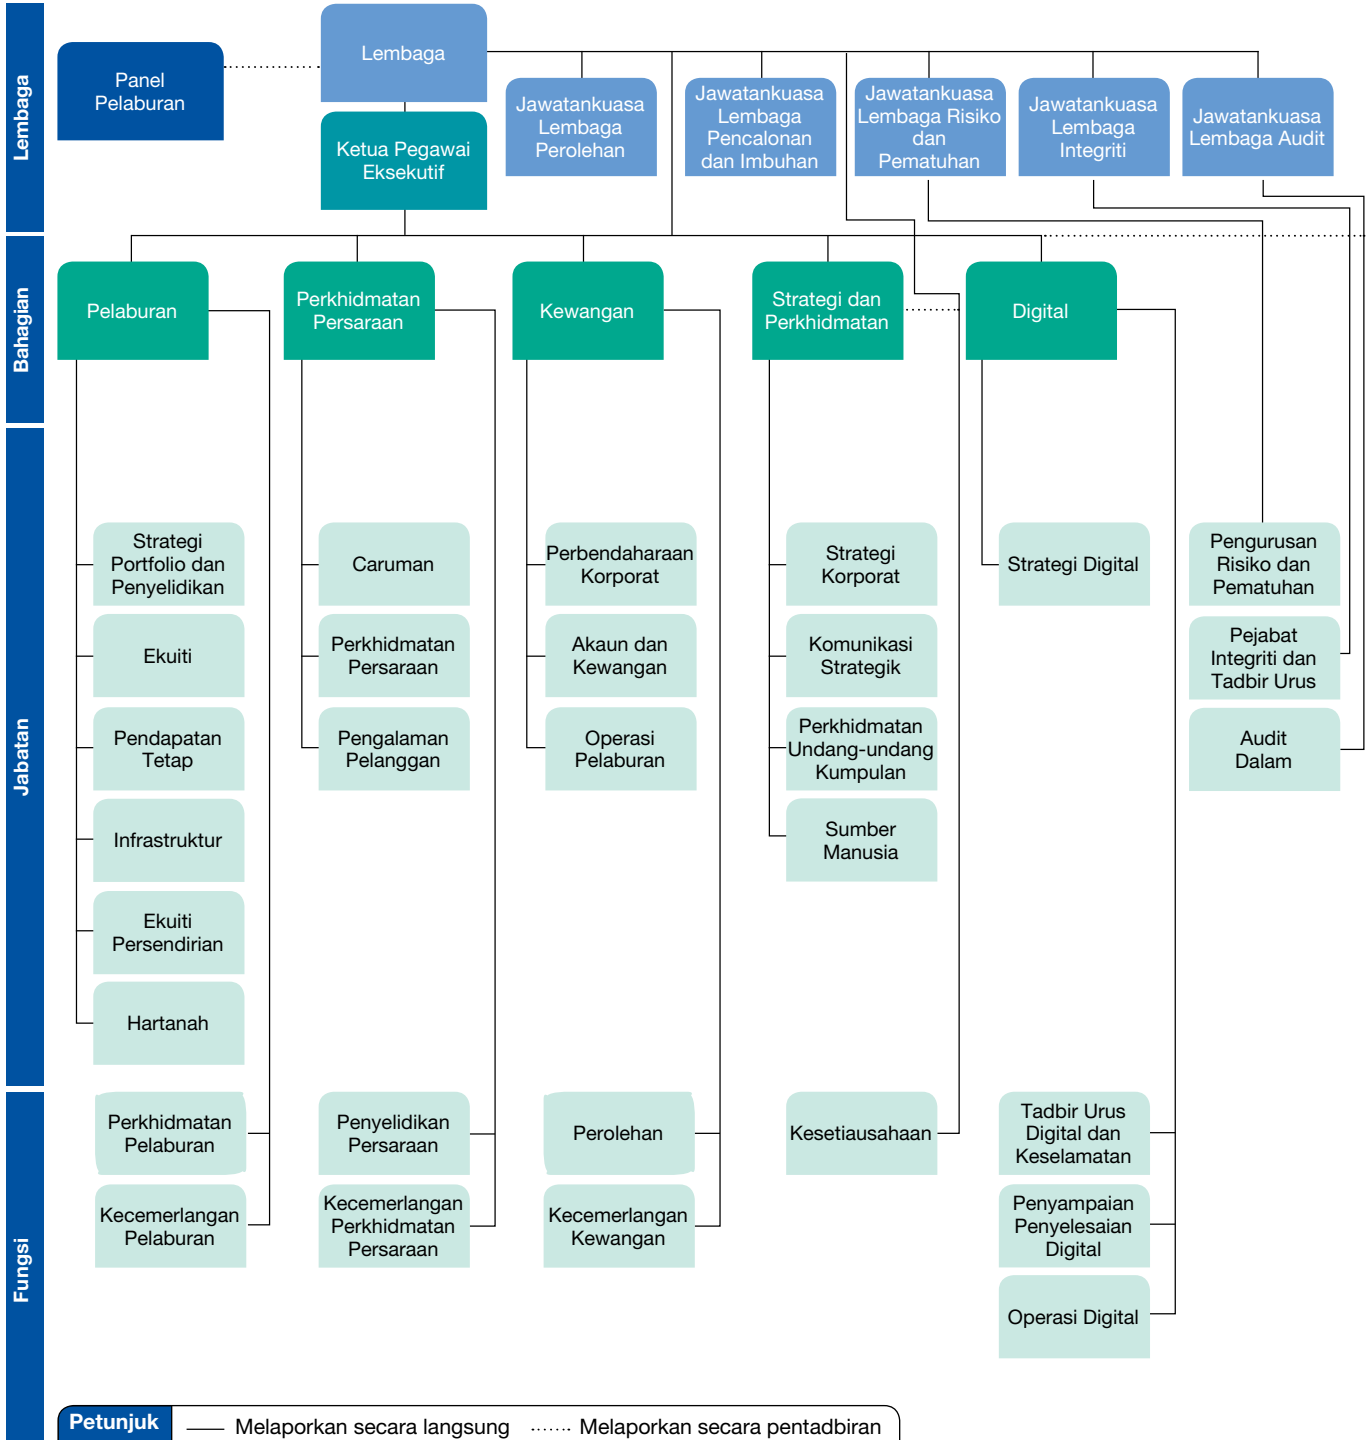 Lembaga
Panel
Pelaburan
Lembaga
Ketua Pegawai
Eksekutif
Jawatankuasa
Lembaga
Perolehan
Jawatankuasa
Lembaga
Pencalonan
dan Imbuhan
Jawatankuasa
Lembaga Risiko
dan
Pematuhan
Jawatankuasa
Lembaga
Integriti
Jawatankuasa
Lembaga Audit
Bahagian
Pelaburan
Perkhidmatan
Persaraan
Kewangan
Strategi dan
Perkhidmatan
Digital
Jabatan
Strategi
Portfolio dan
Penyelidikan
Ekuiti
Pendapatan
Tetap
Infrastruktur
Ekuiti
Persendirian
Hartanah
Caruman
Perkhidmatan
Persaraan
Pengalaman
Pelanggan
Perbendaharaan
Korporat
Akaun dan
Kewangan
Operasi
Pelaburan
Strategi
Korporat
Komunikasi
Strategik
Perkhidmatan
Undang-undang
Kumpulan
Sumber
Manusia
Strategi Digital
Pengurusan
Risiko dan
Pematuhan
Pejabat
Integriti dan
Tadbir Urus
Audit
Dalam
Fungsi
Perkhidmatan
Pelaburan
Kecemerlangan
Pelaburan
Penyelidikan
Persaraan
Kecemerlangan
Perkhidmatan
Persaraan
Perolehan
Kecemerlangan
Kewangan
Kesetiausahaan
Tadbir Urus
Digital dan
Keselamatan
Penyampaian
Penyelesaian
Digital
Operasi Digital
Petunjuk
Melaporkan secara langsung
Melaporkan secara pentadbiran